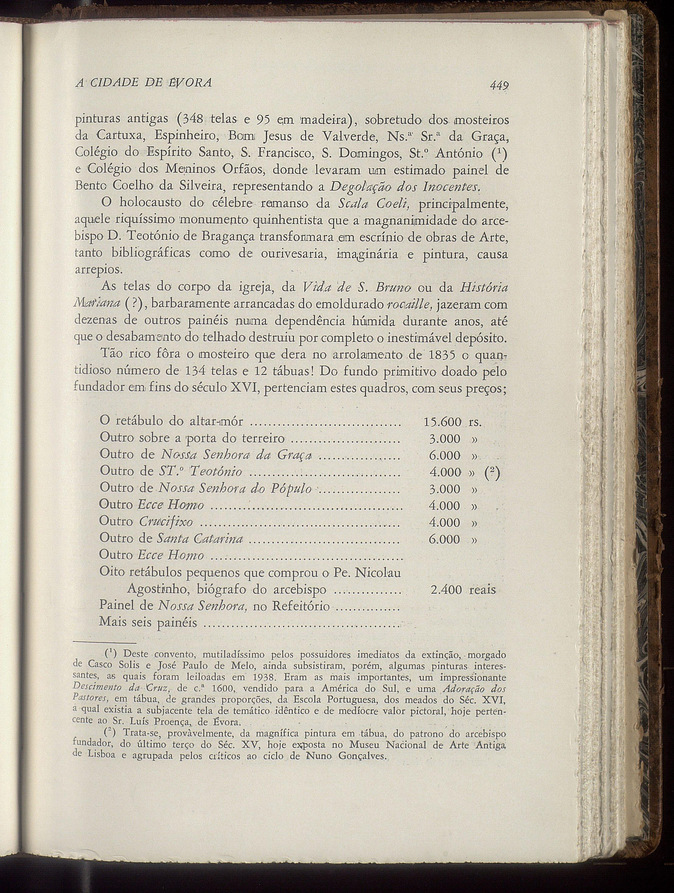 A CIDADE DE ÉVORA 449
pinturas antigas (348 telas e 95 em madeira), sobretudo dos mosteiros
da Cartuxa, Espinheiro, Bom Jesus de Valverde, Ns.ª Sr.ª da Graça,
Colégio do Espírito Santo, S. Francisco, S. Domingos, St.º António (¹)
e Colégio dos Meninos Orfãos, donde levaram um estimado painel de
Bento Coelho da Silveira, representando a Degolação dos Inocentes.
O holocausto do célebre remanso da Scala Coeli, principalmente,
aquele riquíssimo monumento quinhentista que a magnanimidade do arce-
bispo D. Teotónio de Bragança transformara em escrínio de obras de Arte,
tanto bibliográficas como de ourivesaria, imaginária e pintura, causa
arrepios.
As telas do corpo da igreja, da Vida de S. Bruno ou da História
Mariana (?), barbaramente arrancadas do emoldurado rocaille, jazeram com
dezenas de outros painéis numa dependência húmida durante anos, até
que o desabamento do telhado destruíu por completo o inestimável depósito.
Tão rico fôra o mosteiro que dera no arrolamento de 1835 o quan-
tidioso número de 134 telas e 12 tábuas! Do fundo primitivo doado pelo
fundador em fins do século XVI, pertenciam estes quadros, com seus preços;
O retábulo do altar-mór ................................. 15.600 rs.
Outro sobre a porta do terreiro ........................ 3.000 »
Outro de Nossa Senhora da Graça .................. 6.000 »
Outro de ST.º Teotónio ................................. 4.000 » (²)
Outro de Nossa Senhora do Pópulo .................. 3.000 »
Outro Ecce Homo .......................................... 4.000 »
Outro Crucifixo ............................................ 4.000 »
Outro de Santa Catarina ................................. 6.000 »
Outro Ecce Homo ..........................................
Oito retábulos pequenos que comprou o Pe. Nicolau
Agostinho, biógrafo do arcebispo ............... 2.400 reais
Painel de Nossa Senhora, no Refeitório ..............
Mais seis painéis ...........................................
(¹) Deste convento, mutiladíssimo pelos possuidores imediatos da extinção, morgado
de Casco Solis e José Paulo de Melo, ainda subsistiram, porém, algumas pinturas interes-
santes, as quais foram leiloadas em 1938. Eram as mais importantes, um impressionante
Descimento da Cruz, de c.ª 1600, vendido para a América do Sul, e uma Adoração dos
Pastores, em tábua, de grandes proporções, da Escola Portuguesa, dos meados do Séc. XVI,
a qual existia a subjacente tela de temático idêntico e de medíocre valor pictoral, hoje perten-
cente ao Sr. Luís Proença, de Évora.
(²) Trata-se, provàvelmente, da magnífica pintura em tábua, do patrono do arcebispo
fundador, do último terço do Séc. XV, hoje exposta no Museu Nacional de Arte Antiga
de Lisboa e agrupada pelos críticos ao ciclo de Nuno Gonçalves.